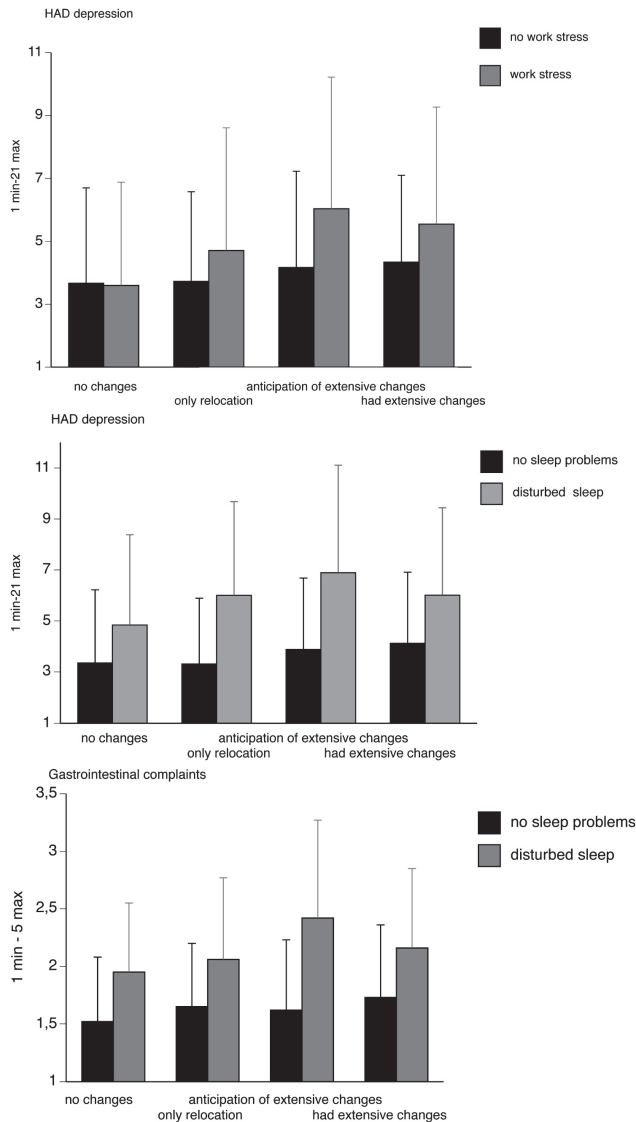 HAD depression
no work stress
work stress
11
9
7
5
3
1
1 min-21 max
no changes
anticipation of extensive changes
only relocation
had extensive changes
HAD depression
no sleep problems
disturbed sleep
11
9
7
5
3
1
1 min-21 max
no changes
anticipation of extensive changes
only relocation
had extensive changes
Gastrointestinal complaints
no sleep problems
disturbed sleep
3,5
3
2,5
2
1,5
1
1 min - 5 max
no changes
anticipation of extensive changes
only relocation
had extensive changes